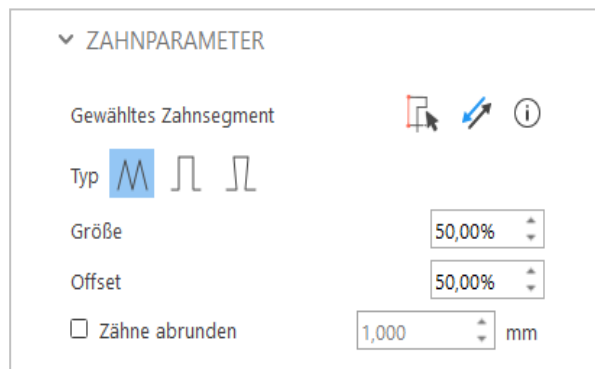 ZAHNPARAMETER
Gewähltes Zahnsegment
Typ
Größe 50,00%
Offset 50,00%
Zähne abrunden 1,000 mm